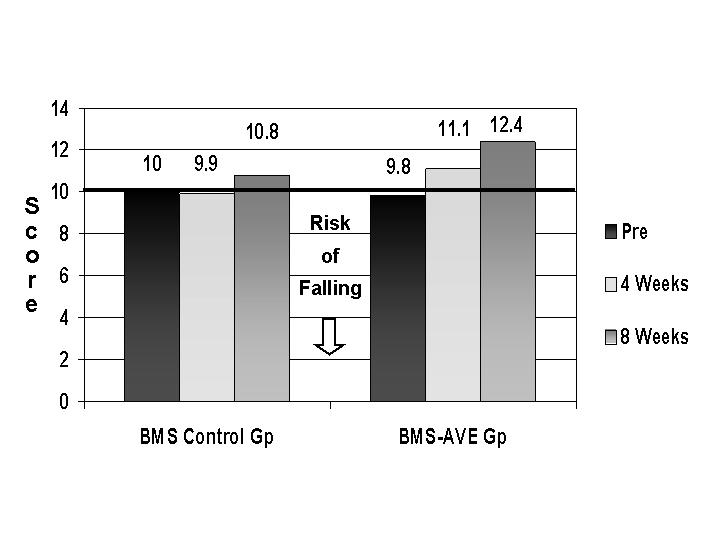 14
12
10
8
6
4
2
0
Score
10
9.9
10.8
9.8
11.1
12.4
Risk
of
Falling
BMS Control Gp
BMS-AVE Gp
Pre
4 Weeks
8 Weeks